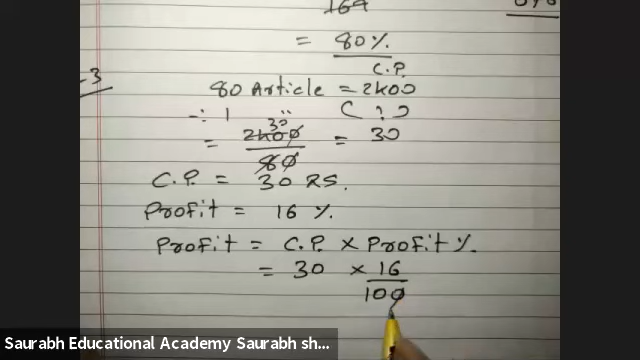 164
= 80%
-3
C.P.
80 Article = 2400
∴ 1 : ( ? )
30
= 2400 / 80 = 30
C.P. = 30 RS.
Profit = 16 %
Profit = C.P. × Profit %.
= 30 × 16 / 100
Saurabh Educational Academy Saurabh sh...